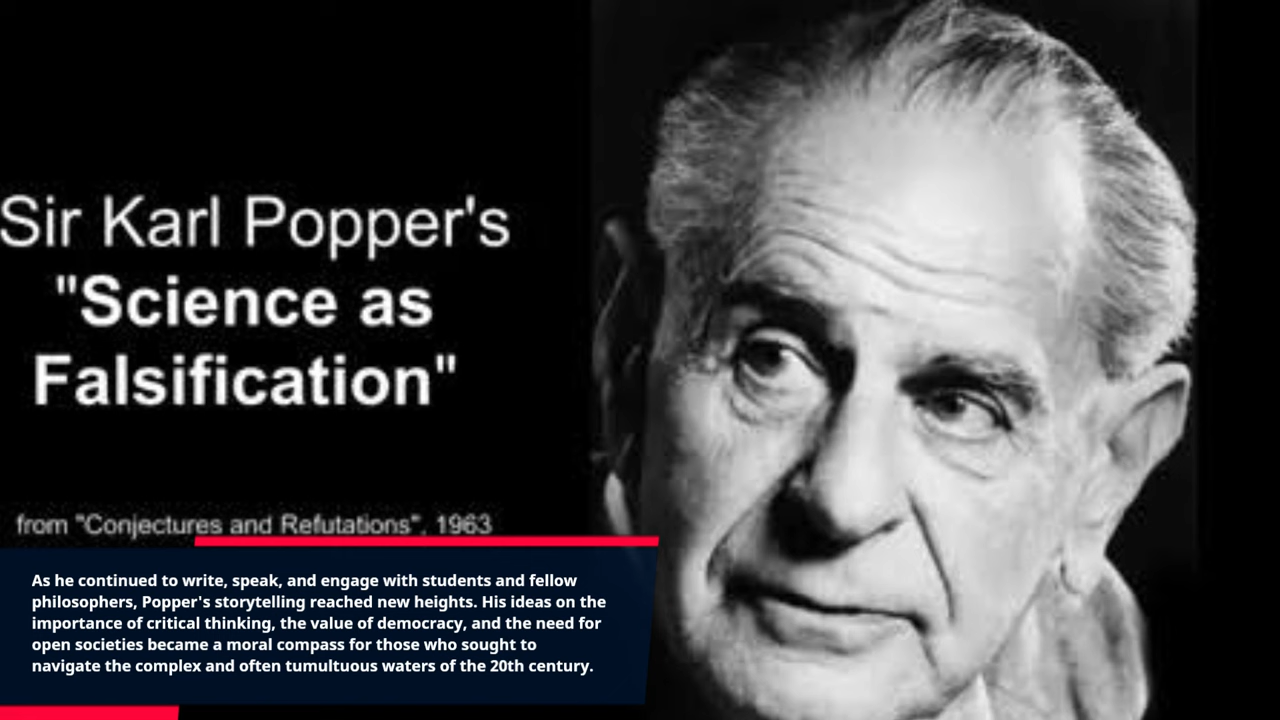 Sir Karl Popper's
"Science as
Falsification"
from "Conjectures and Refutations", 1963
As he continued to write, speak, and engage with students and fellow
philosophers, Popper's storytelling reached new heights. His ideas on the
importance of critical thinking, the value of democracy, and the need for
open societies became a moral compass for those who sought to
navigate the complex and often tumultuous waters of the 20th century.